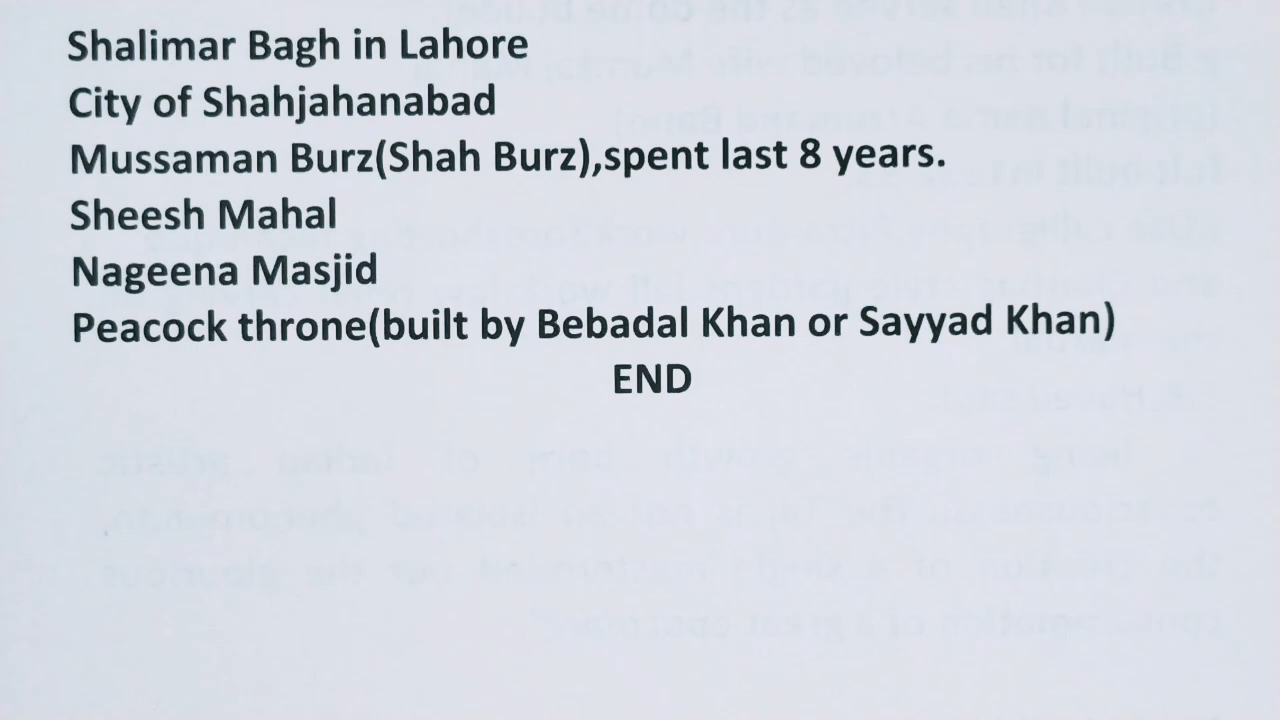 Shalimar Bagh in Lahore
City of Shahjahanabad
Mussaman Burz(Shah Burz),spent last 8 years.
Sheesh Mahal
Nageena Masjid
Peacock throne(built by Bebadal Khan or Sayyad Khan)
END